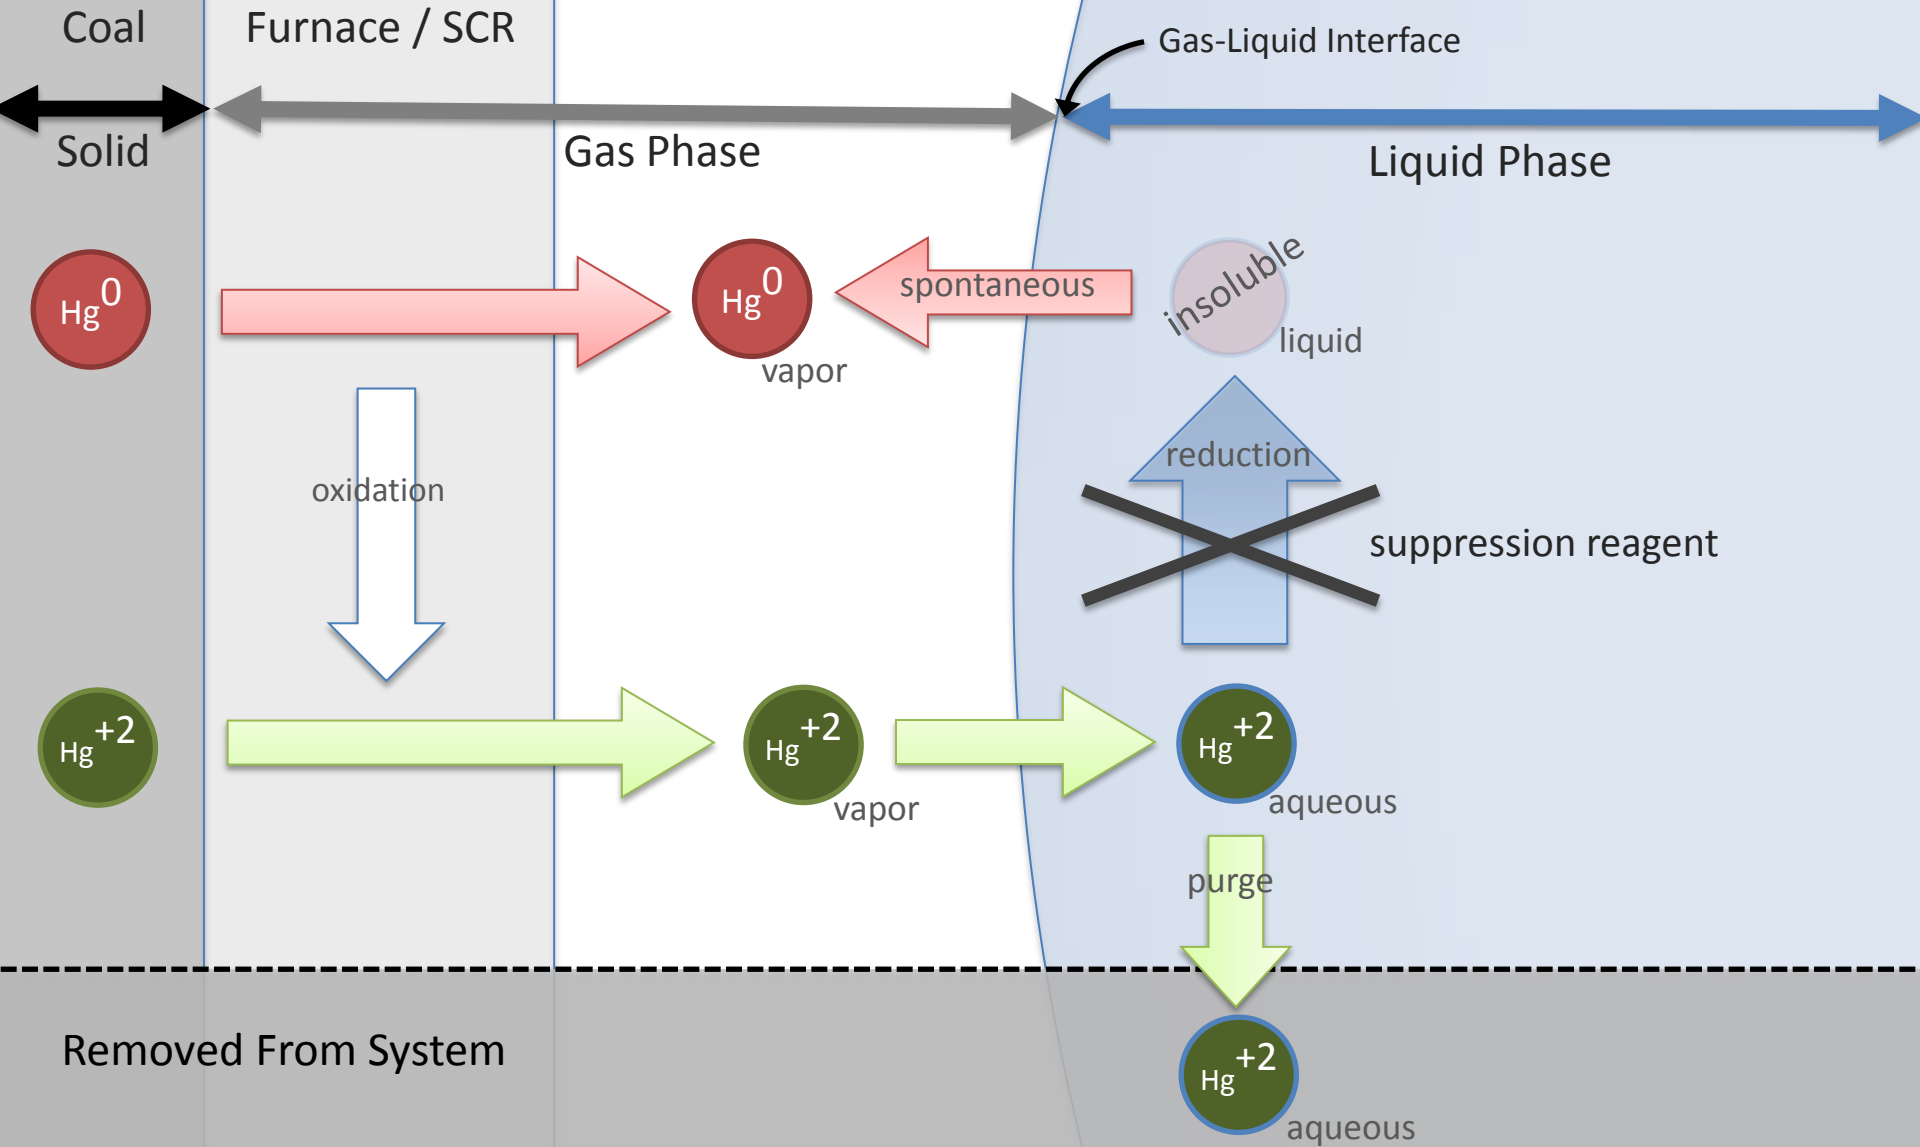 Coal
Furnace / SCR
Gas-Liquid Interface
Solid
Gas Phase
Liquid Phase
Hg0
Hg0
vapor
spontaneous
insoluble
liquid
oxidation
reduction
suppression reagent
Hg+2
Hg+2
vapor
Hg+2
aqueous
purge
Removed From System
Hg+2
aqueous